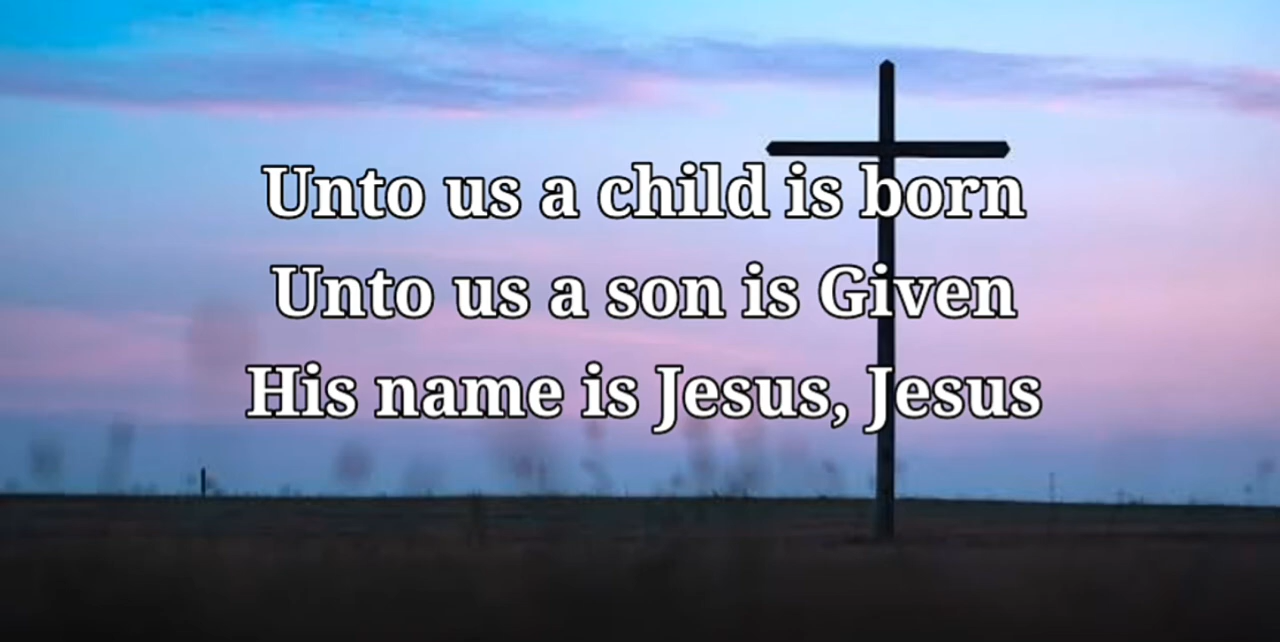 Unto us a child is born
Unto us a son is Given
His name is Jesus, Jesus